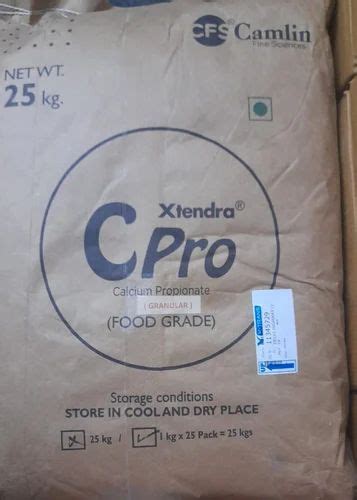 CFS® Camlin
Fine Sciences
NET WT.
25 kg.
Xtendra®
C Pro
Calcium Propionate
( GRANULAR )
(FOOD GRADE)
11345729
Storage conditions
STORE IN COOL AND DRY PLACE
25 kg / 1 kg x 25 Pack = 25 kgs